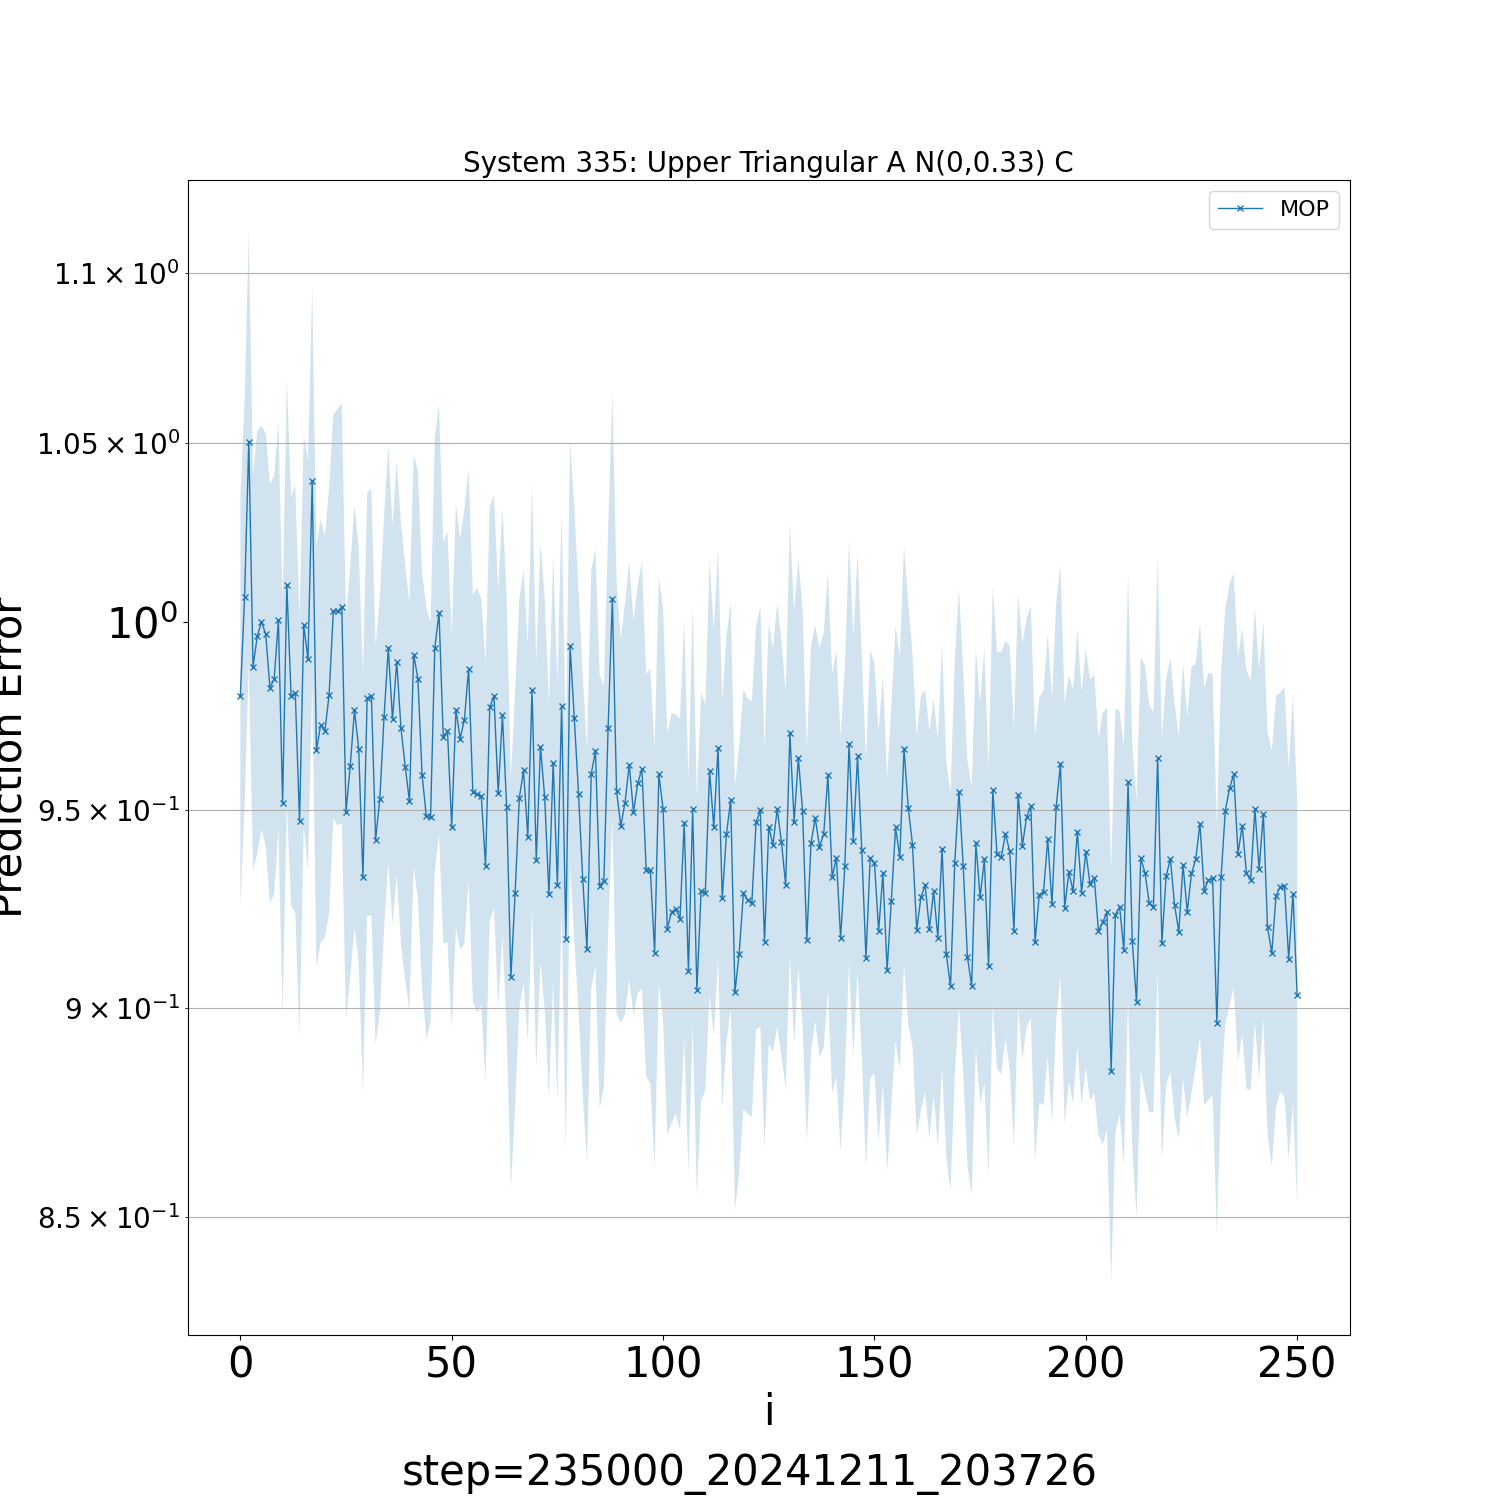 System 335: Upper Triangular A N(0,0.33) C
MOP
1.1 × 10⁰
1.05 × 10⁰
10⁰
9.5 × 10⁻¹
9 × 10⁻¹
8.5 × 10⁻¹
Prediction Error
0 50 100 150 200 250
i
step=235000_20241211_203726